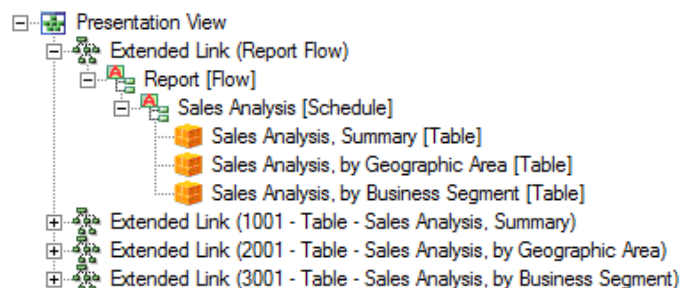 Presentation View
Extended Link (Report Flow)
Report [Flow]
Sales Analysis [Schedule]
Sales Analysis, Summary [Table]
Sales Analysis, by Geographic Area [Table]
Sales Analysis, by Business Segment [Table]
Extended Link (1001 - Table - Sales Analysis, Summary)
Extended Link (2001 - Table - Sales Analysis, by Geographic Area)
Extended Link (3001 - Table - Sales Analysis, by Business Segment)